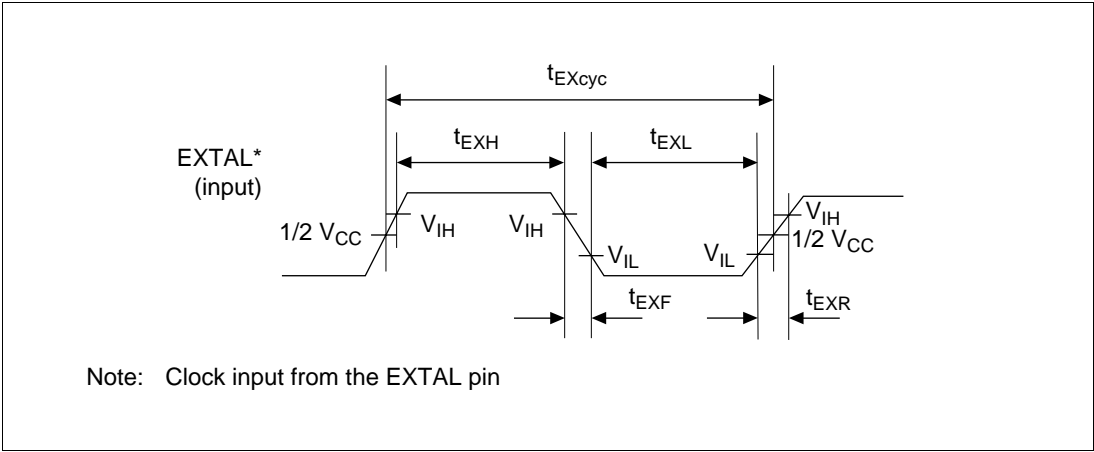 tEXcyc
tEXH
tEXL
EXTAL*
(input)
1/2 VCC
VIH
VIH
VIL
VIL
VIH
1/2 VCC
tEXF
tEXR
Note: Clock input from the EXTAL pin